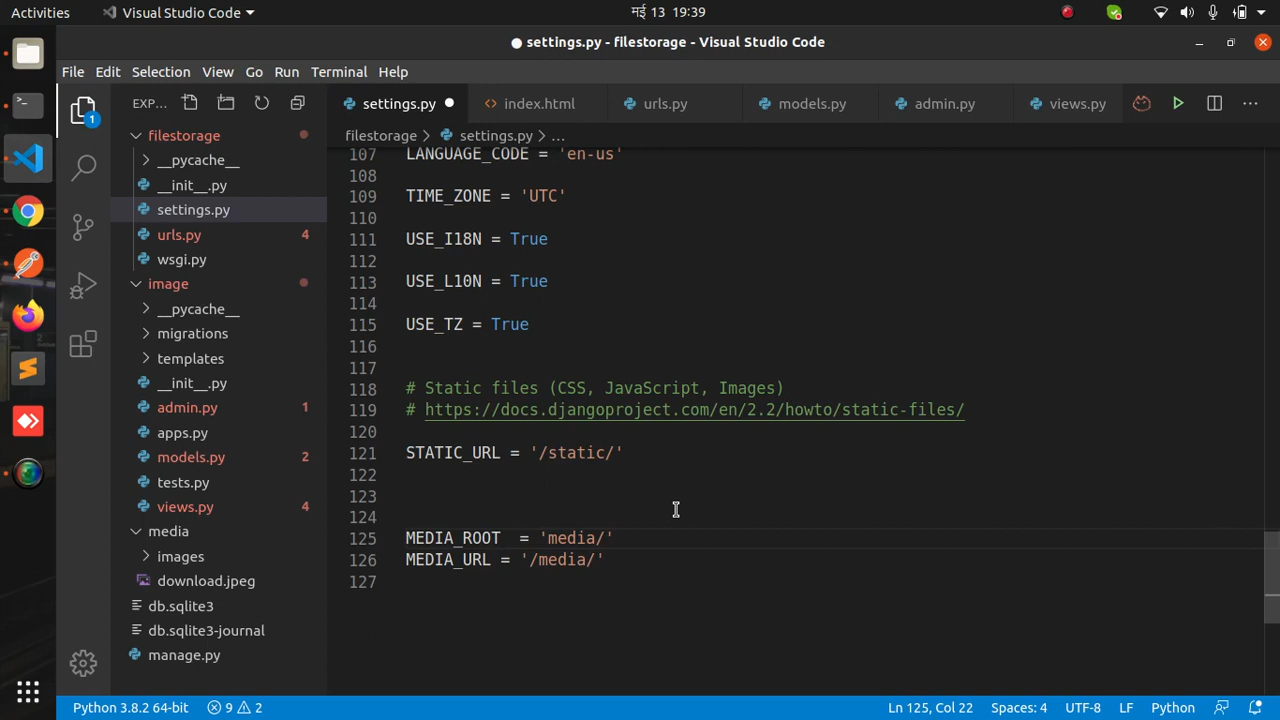 Activities
Visual Studio Code
मई 13 19:39
● settings.py - filestorage - Visual Studio Code
File Edit Selection View Go Run Terminal Help
1
EXP...
filestorage
__pycache__
__init__.py
settings.py
urls.py 4
wsgi.py
image
__pycache__
migrations
templates
__init__.py
admin.py 1
apps.py
models.py 2
tests.py
views.py 4
media
images
download.jpeg
db.sqlite3
db.sqlite3-journal
manage.py
settings.py index.html urls.py models.py admin.py views.py
filestorage > settings.py > ...
107 LANGUAGE_CODE = 'en-us'
108
109 TIME_ZONE = 'UTC'
110
111 USE_I18N = True
112
113 USE_L10N = True
114
115 USE_TZ = True
116
117
118 # Static files (CSS, JavaScript, Images)
119 # https://docs.djangoproject.com/en/2.2/howto/static-files/
120
121 STATIC_URL = '/static/'
122
123
124
125 MEDIA_ROOT  = 'media/'
126 MEDIA_URL = '/media/'
127
Python 3.8.2 64-bit 9 2 Ln 125, Col 22 Spaces: 4 UTF-8 LF Python